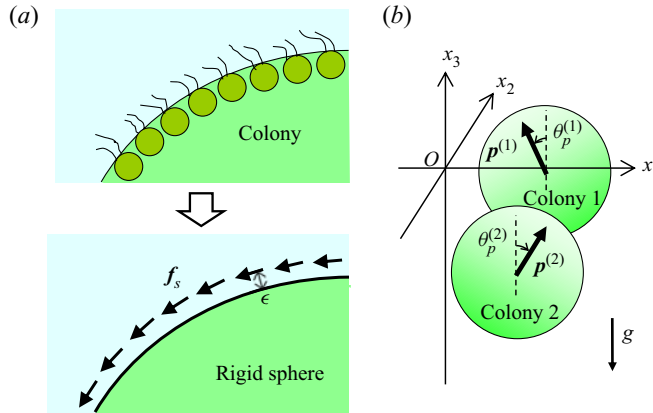 (a)
Colony
f_s
ϵ
Rigid sphere
(b)
x_3
x_2
O
p^(1)
θ_p^(1)
x
Colony 1
θ_p^(2)
p^(2)
Colony 2
g